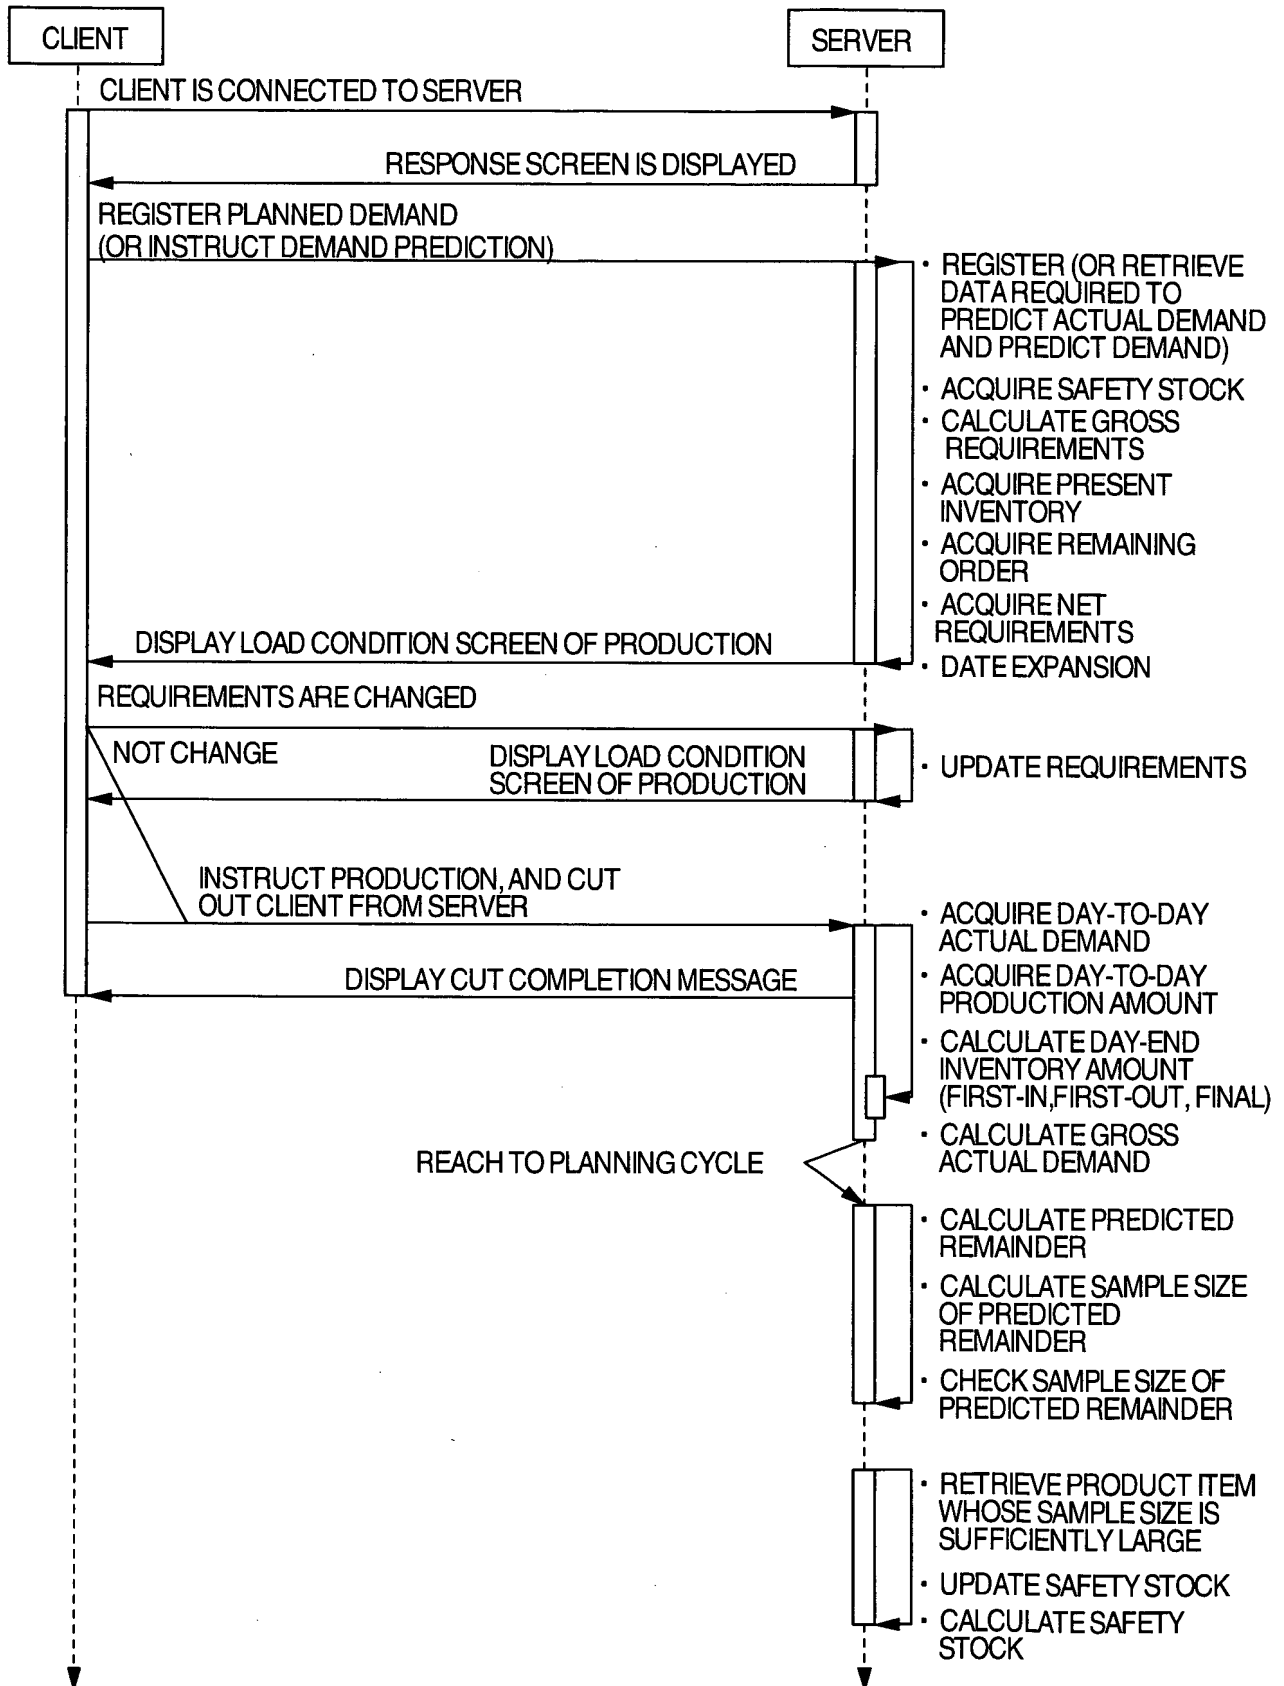 CLIENT
SERVER
CLIENT IS CONNECTED TO SERVER
RESPONSE SCREEN IS DISPLAYED
REGISTER PLANNED DEMAND
(OR INSTRUCT DEMAND PREDICTION)
· REGISTER (OR RETRIEVE
DATA REQUIRED TO
PREDICT ACTUAL DEMAND
AND PREDICT DEMAND)
· ACQUIRE SAFETY STOCK
· CALCULATE GROSS
REQUIREMENTS
· ACQUIRE PRESENT
INVENTORY
· ACQUIRE REMAINING
ORDER
· ACQUIRE NET
REQUIREMENTS
· DATE EXPANSION
DISPLAY LOAD CONDITION SCREEN OF PRODUCTION
REQUIREMENTS ARE CHANGED
NOT CHANGE
DISPLAY LOAD CONDITION
SCREEN OF PRODUCTION
· UPDATE REQUIREMENTS
INSTRUCT PRODUCTION, AND CUT
OUT CLIENT FROM SERVER
DISPLAY CUT COMPLETION MESSAGE
· ACQUIRE DAY-TO-DAY
ACTUAL DEMAND
· ACQUIRE DAY-TO-DAY
PRODUCTION AMOUNT
· CALCULATE DAY-END
INVENTORY AMOUNT
(FIRST-IN,FIRST-OUT, FINAL)
· CALCULATE GROSS
ACTUAL DEMAND
REACH TO PLANNING CYCLE
· CALCULATE PREDICTED
REMAINDER
· CALCULATE SAMPLE SIZE
OF PREDICTED
REMAINDER
· CHECK SAMPLE SIZE OF
PREDICTED REMAINDER
· RETRIEVE PRODUCT ITEM
WHOSE SAMPLE SIZE IS
SUFFICIENTLY LARGE
· UPDATE SAFETY STOCK
· CALCULATE SAFETY
STOCK